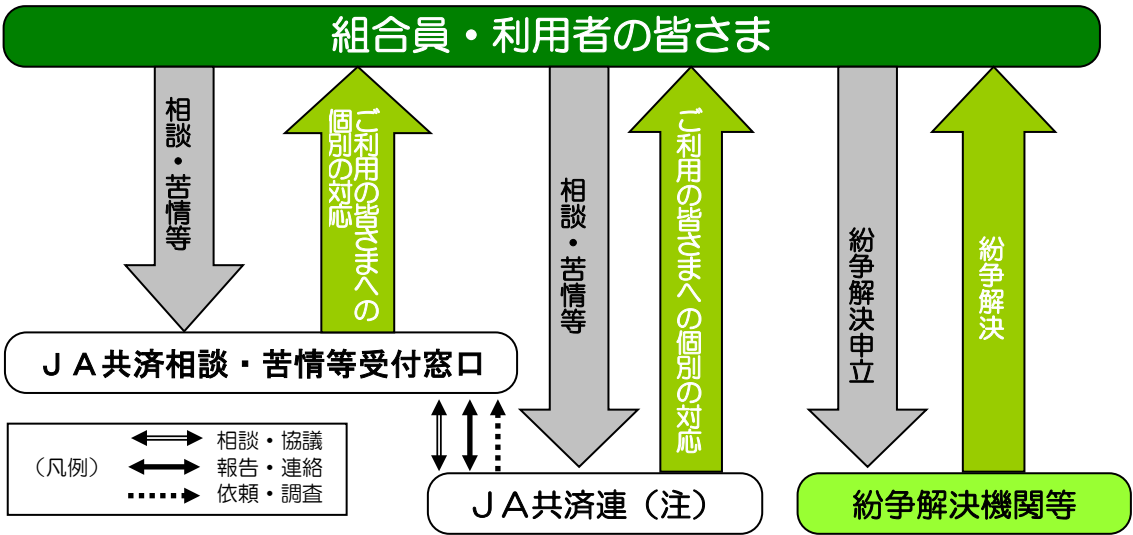 組合員・利用者の皆さま
相談・苦情等
ご利用の皆さまへの
個別の対応
相談・苦情等
ご利用の皆さまへの個別の対応
紛争解決申立
紛争解決
ＪＡ共済相談・苦情等受付窓口
（凡例）
相談・協議
報告・連絡
依頼・調査
ＪＡ共済連（注）
紛争解決機関等